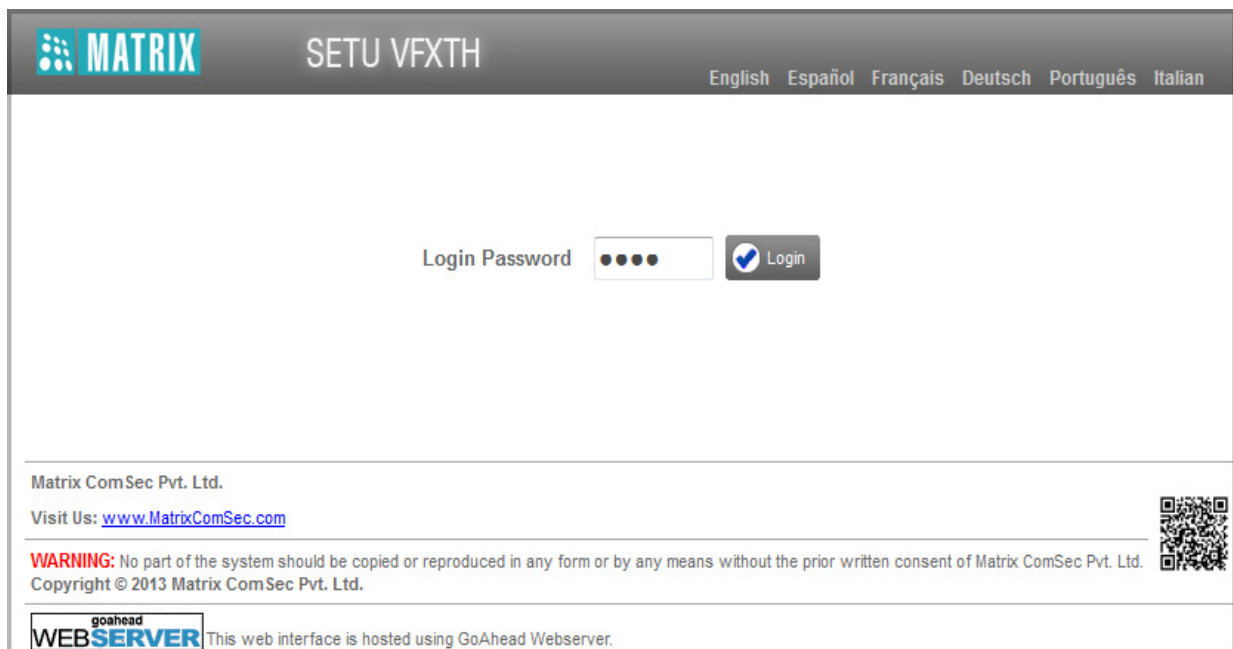 MATRIX SETU VFXTH
English Español Français Deutsch Português Italian
Login Password •••• Login
Matrix ComSec Pvt. Ltd.
Visit Us: www.MatrixComSec.com
WARNING: No part of the system should be copied or reproduced in any form or by any means without the prior written consent of Matrix ComSec Pvt. Ltd.
Copyright © 2013 Matrix ComSec Pvt. Ltd.
goahead
WEBSERVER This web interface is hosted using GoAhead Webserver.